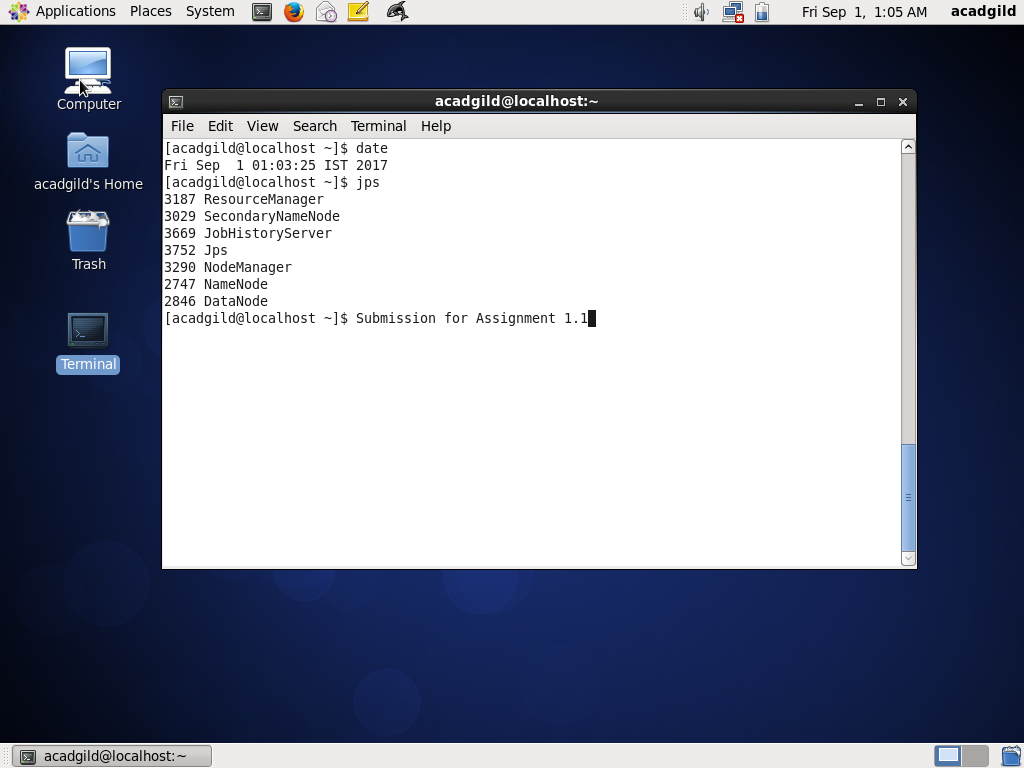 Applications Places System Fri Sep 1, 1:05 AM acadgild
Computer
acadgild's Home
Trash
Terminal
acadgild@localhost:~
File Edit View Search Terminal Help
[acadgild@localhost ~]$ date
Fri Sep  1 01:03:25 IST 2017
[acadgild@localhost ~]$ jps
3187 ResourceManager
3029 SecondaryNameNode
3669 JobHistoryServer
3752 Jps
3290 NodeManager
2747 NameNode
2846 DataNode
[acadgild@localhost ~]$ Submission for Assignment 1.1
acadgild@localhost:~